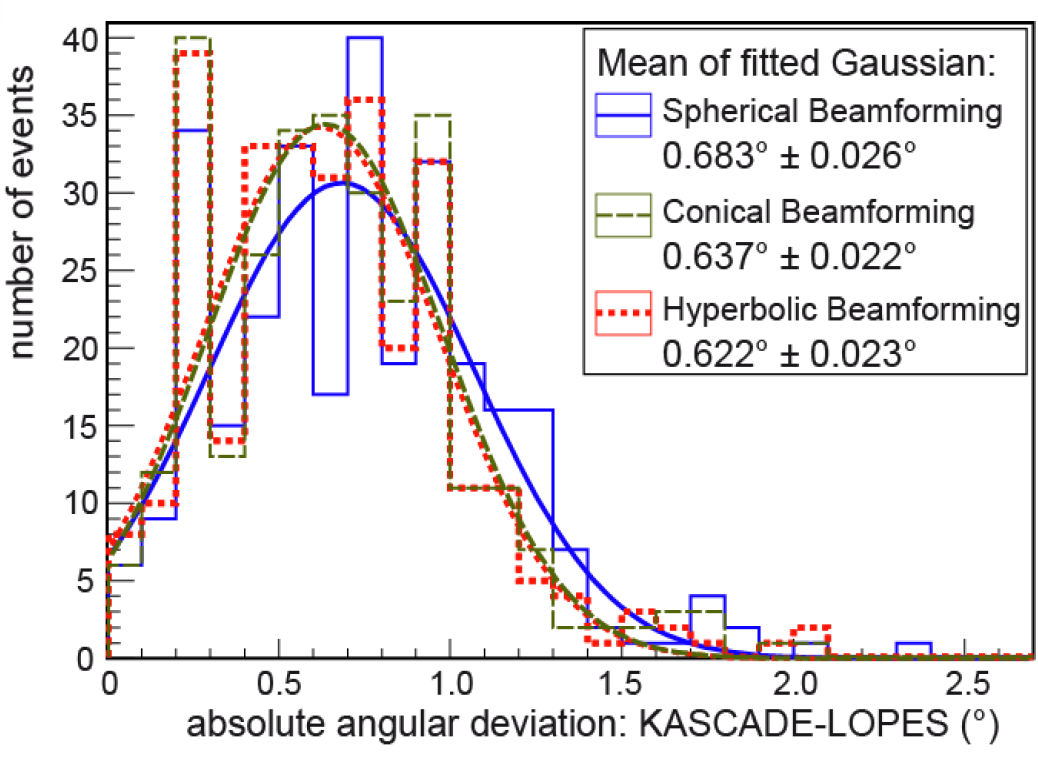 40
35
30
25
20
15
10
5
0
number of events
Mean of fitted Gaussian:
Spherical Beamforming
0.683° ± 0.026°
Conical Beamforming
0.637° ± 0.022°
Hyperbolic Beamforming
0.622° ± 0.023°
0 0.5 1.0 1.5 2.0 2.5
absolute angular deviation: KASCADE-LOPES (°)